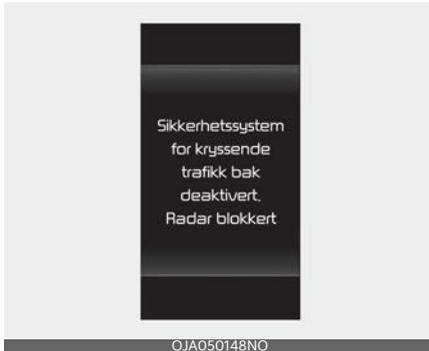 Sikkerhetssystem
for kryssende
trafikk bak
deaktivert,
Radar blokkert
OJA050148NO